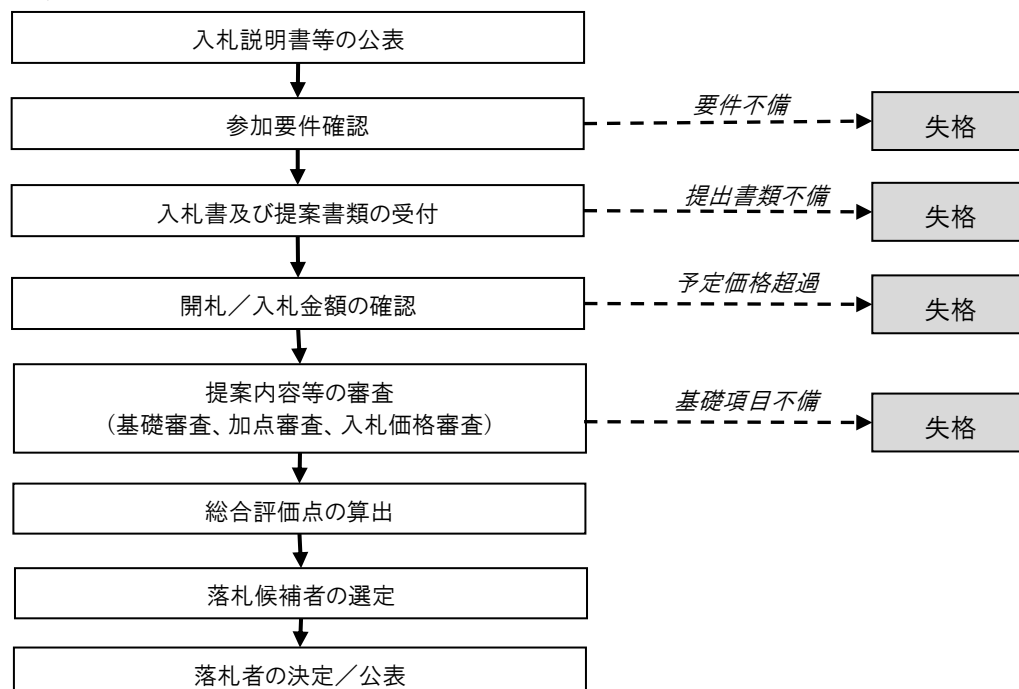 入札説明書等の公表
参加要件確認
要件不備
失格
入札書及び提案書類の受付
提出書類不備
失格
開札／入札金額の確認
予定価格超過
失格
提案内容等の審査
（基礎審査、加点審査、入札価格審査）
基礎項目不備
失格
総合評価点の算出
落札候補者の選定
落札者の決定／公表